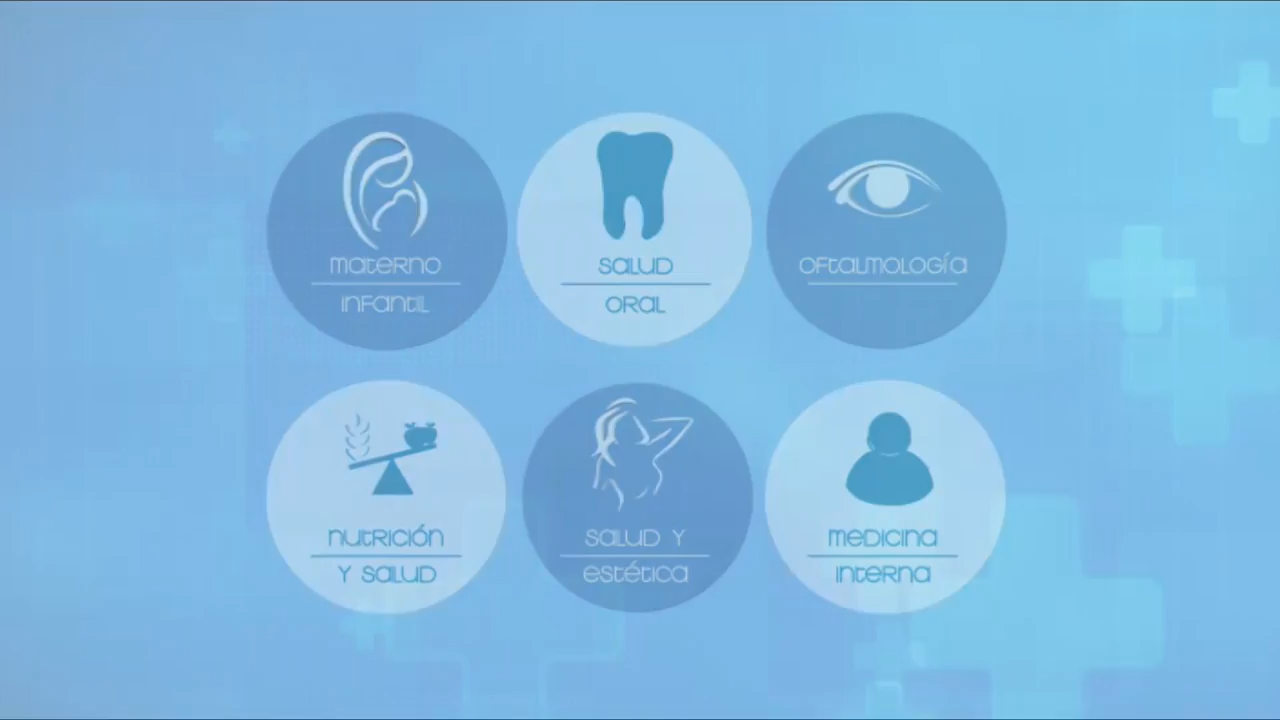 materno
infantil
salud
oral
oftalmología
nutrición
y salud
salud y
estética
medicina
interna